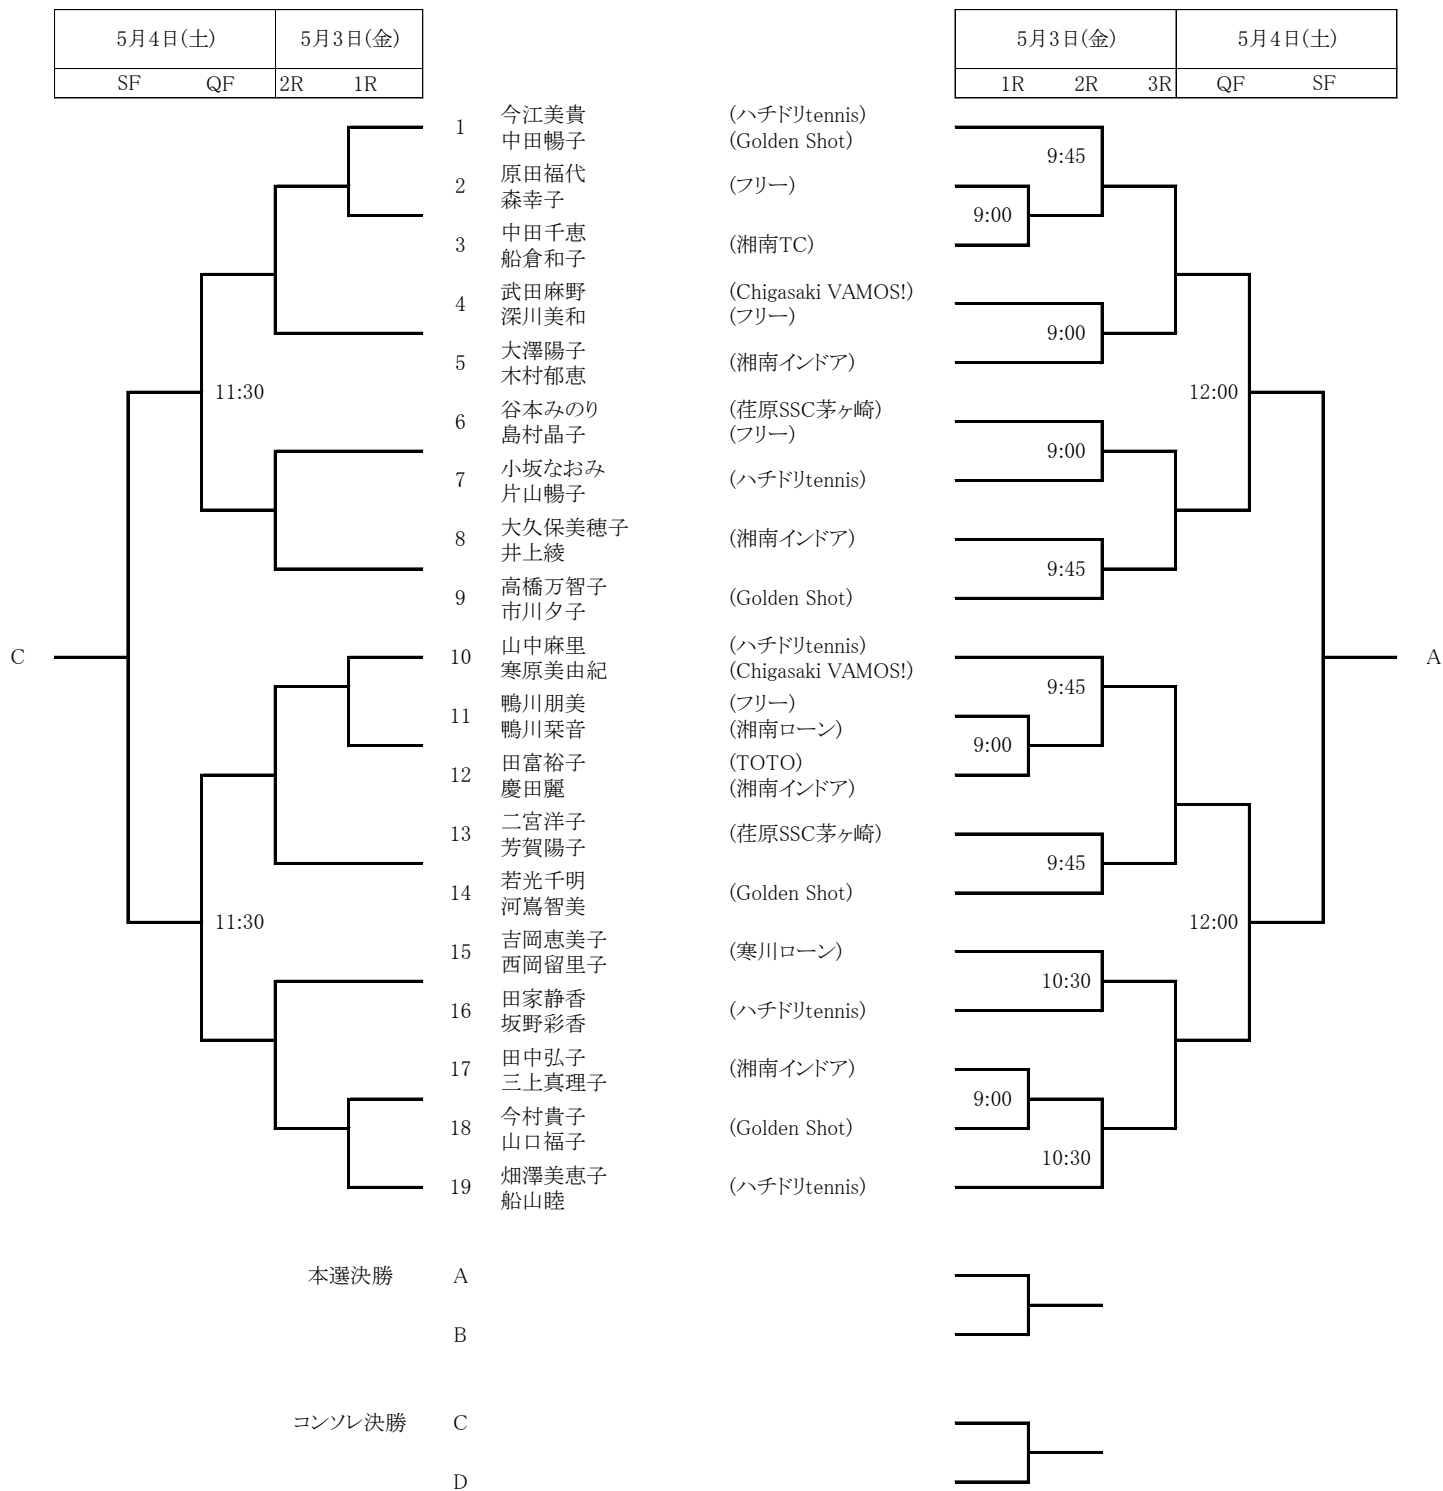 5月4日(土) 5月3日(金) 5月3日(金) 5月4日(土)
SF QF 2R 1R 1R 2R 3R QF SF
1 今江美貴 (ハチドリtennis)
中田暢子 (Golden Shot)
9:45
2 原田福代 (フリー)
森幸子
9:00
3 中田千恵 (湘南TC)
船倉和子
4 武田麻野 (Chigasaki VAMOS!)
深川美和 (フリー)
9:00
5 大澤陽子 (湘南インドア)
木村郁恵
11:30 12:00
6 谷本みのり (荏原SSC茅ヶ崎)
島村晶子 (フリー)
9:00
7 小坂なおみ (ハチドリtennis)
片山暢子
8 大久保美穂子 (湘南インドア)
井上綾
9:45
9 高橋万智子 (Golden Shot)
市川夕子
C A
10 山中麻里 (ハチドリtennis)
寒原美由紀 (Chigasaki VAMOS!)
9:45
11 鴨川朋美 (フリー)
鴨川栞音 (湘南ローン)
9:00
12 田富裕子 (TOTO)
慶田麗 (湘南インドア)
13 二宮洋子 (荏原SSC茅ヶ崎)
芳賀陽子
9:45
14 若光千明 (Golden Shot)
河嶌智美
11:30 12:00
15 吉岡恵美子 (寒川ローン)
西岡留里子
10:30
16 田家静香 (ハチドリtennis)
坂野彩香
17 田中弘子 (湘南インドア)
三上真理子
9:00
18 今村貴子 (Golden Shot)
山口福子
10:30
19 畑澤美恵子 (ハチドリtennis)
船山睦
本選決勝 A
B
コンソレ決勝 C
D